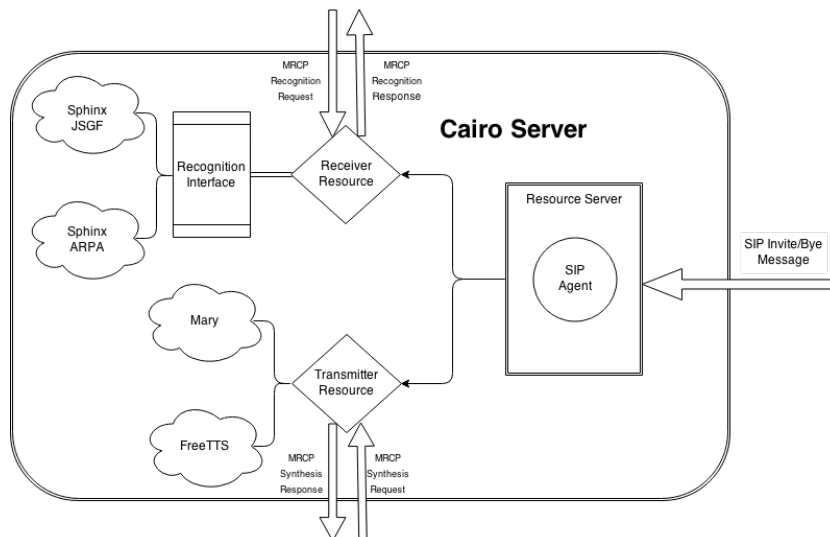 MRCP
Recognition
Request
MRCP
Recognition
Response
Cairo Server
Sphinx
JSGF
Recognition
Interface
Receiver
Resource
Resource Server
Sphinx
ARPA
SIP
Agent
SIP Invite/Bye
Message
Mary
Transmitter
Resource
FreeTTS
MRCP
Synthesis
Response
MRCP
Synthesis
Request